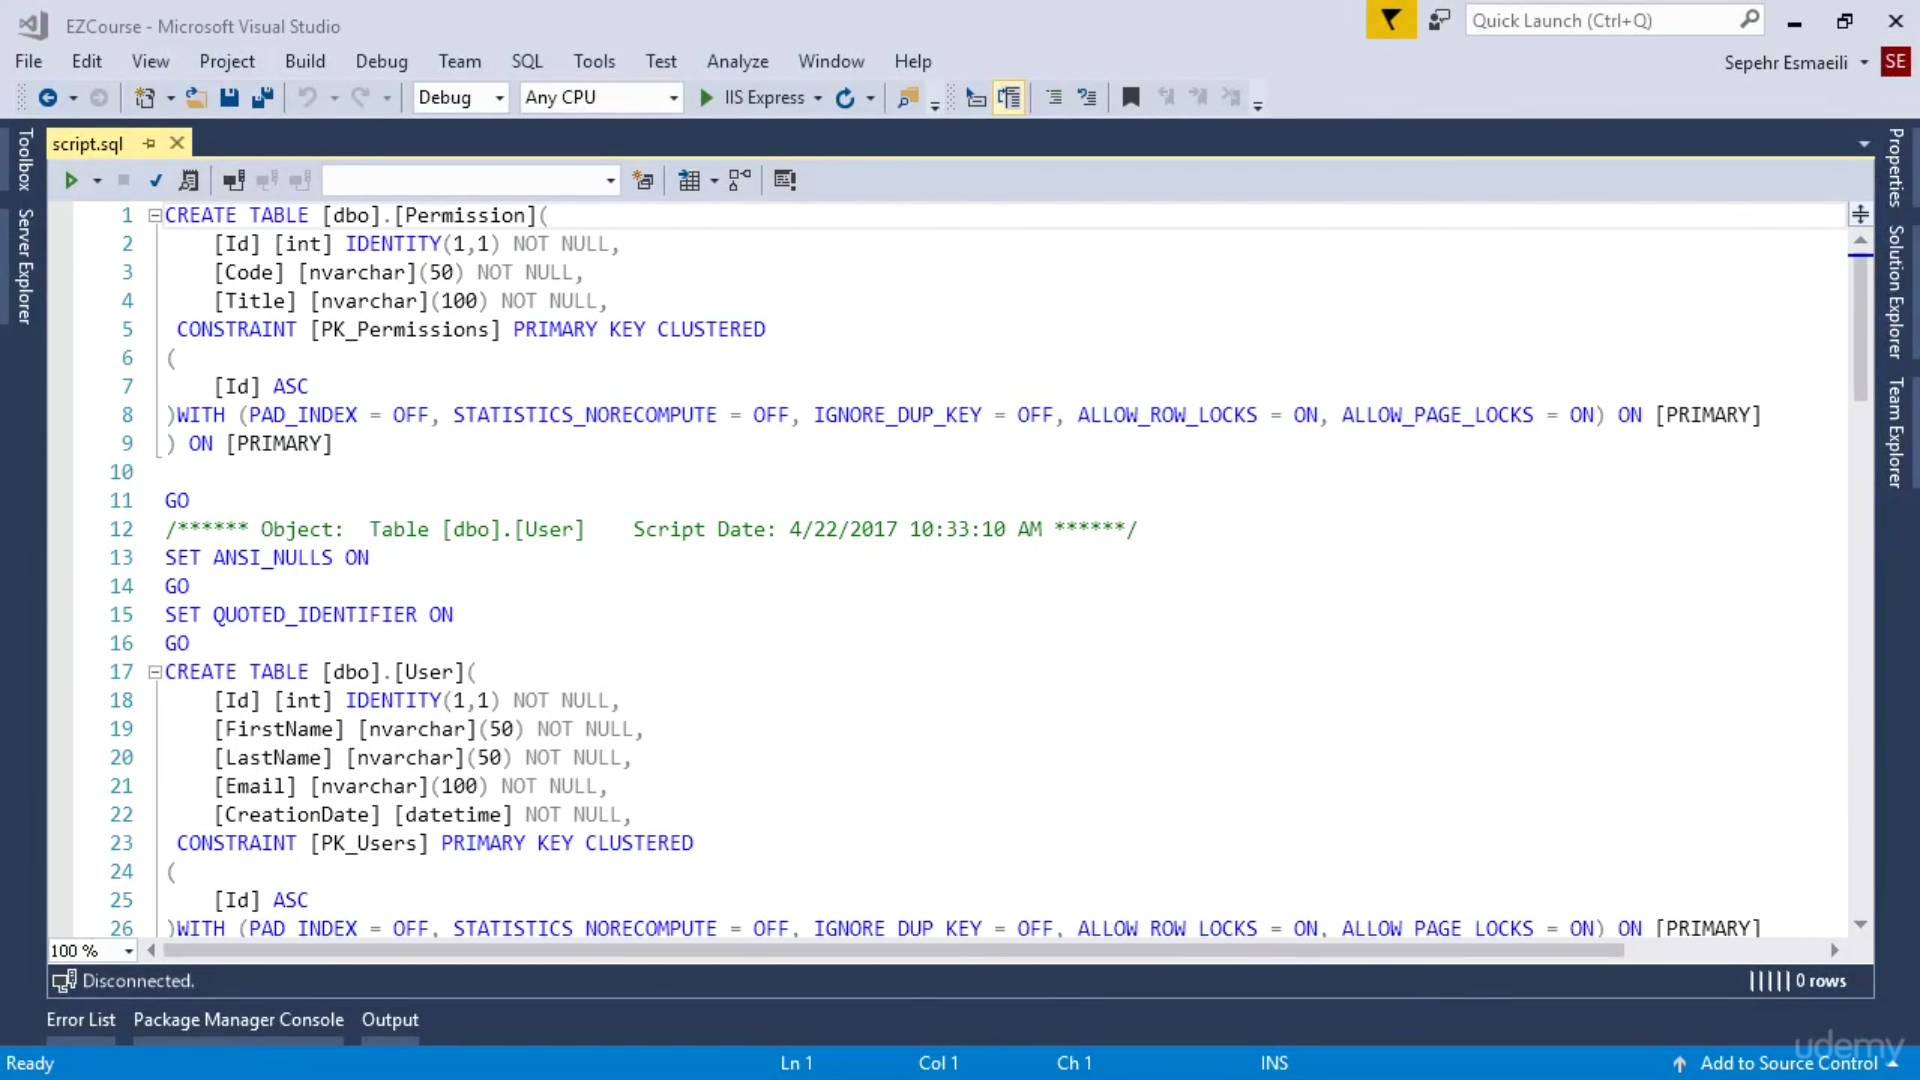 EZCourse - Microsoft Visual Studio
Quick Launch (Ctrl+Q)
File Edit View Project Build Debug Team SQL Tools Test Analyze Window Help
Sepehr Esmaeili SE
Debug Any CPU IIS Express
script.sql
Toolbox
Server Explorer
Properties
Solution Explorer
Team Explorer
1 CREATE TABLE [dbo].[Permission](
2 [Id] [int] IDENTITY(1,1) NOT NULL,
3 [Code] [nvarchar](50) NOT NULL,
4 [Title] [nvarchar](100) NOT NULL,
5 CONSTRAINT [PK_Permissions] PRIMARY KEY CLUSTERED
6 (
7 [Id] ASC
8 )WITH (PAD_INDEX = OFF, STATISTICS_NORECOMPUTE = OFF, IGNORE_DUP_KEY = OFF, ALLOW_ROW_LOCKS = ON, ALLOW_PAGE_LOCKS = ON) ON [PRIMARY]
9 ) ON [PRIMARY]
10
11 GO
12 /****** Object: Table [dbo].[User] Script Date: 4/22/2017 10:33:10 AM ******/
13 SET ANSI_NULLS ON
14 GO
15 SET QUOTED_IDENTIFIER ON
16 GO
17 CREATE TABLE [dbo].[User](
18 [Id] [int] IDENTITY(1,1) NOT NULL,
19 [FirstName] [nvarchar](50) NOT NULL,
20 [LastName] [nvarchar](50) NOT NULL,
21 [Email] [nvarchar](100) NOT NULL,
22 [CreationDate] [datetime] NOT NULL,
23 CONSTRAINT [PK_Users] PRIMARY KEY CLUSTERED
24 (
25 [Id] ASC
26 )WITH (PAD_INDEX = OFF, STATISTICS_NORECOMPUTE = OFF, IGNORE_DUP_KEY = OFF, ALLOW_ROW_LOCKS = ON, ALLOW_PAGE_LOCKS = ON) ON [PRIMARY]
100 %
Disconnected. 0 rows
Error List Package Manager Console Output
udemy
Ready Ln 1 Col 1 Ch 1 INS Add to Source Control